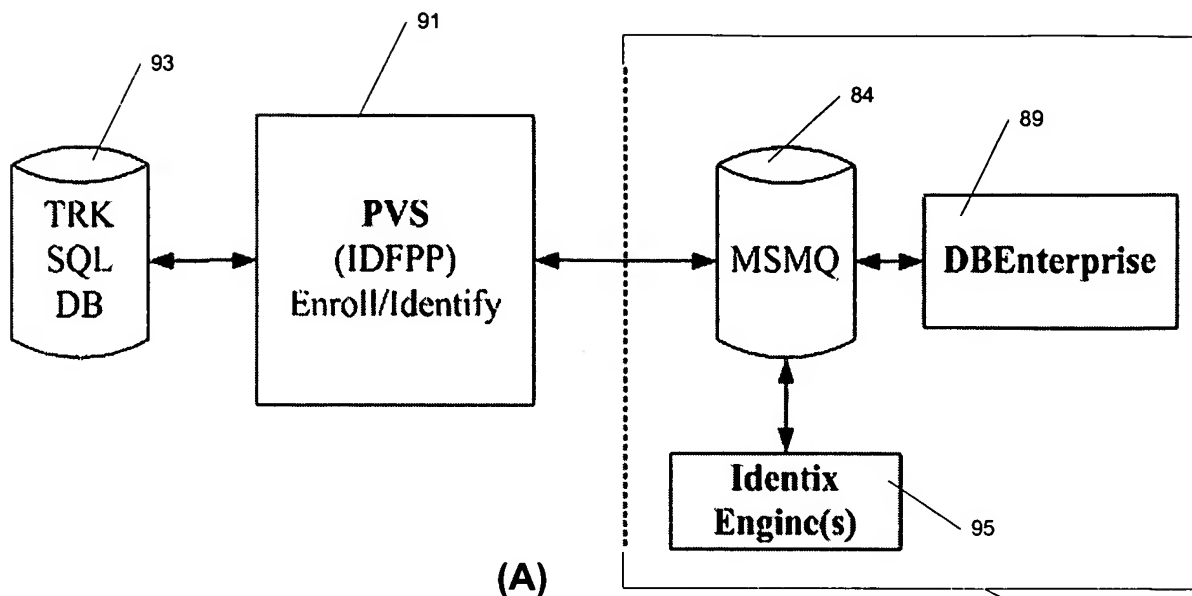 91
93
84
89
TRK
SQL
DB
PVS
(IDFPP)
Enroll/Identify
MSMQ
DBEnterprise
Identix
Engine(s)
95
(A)